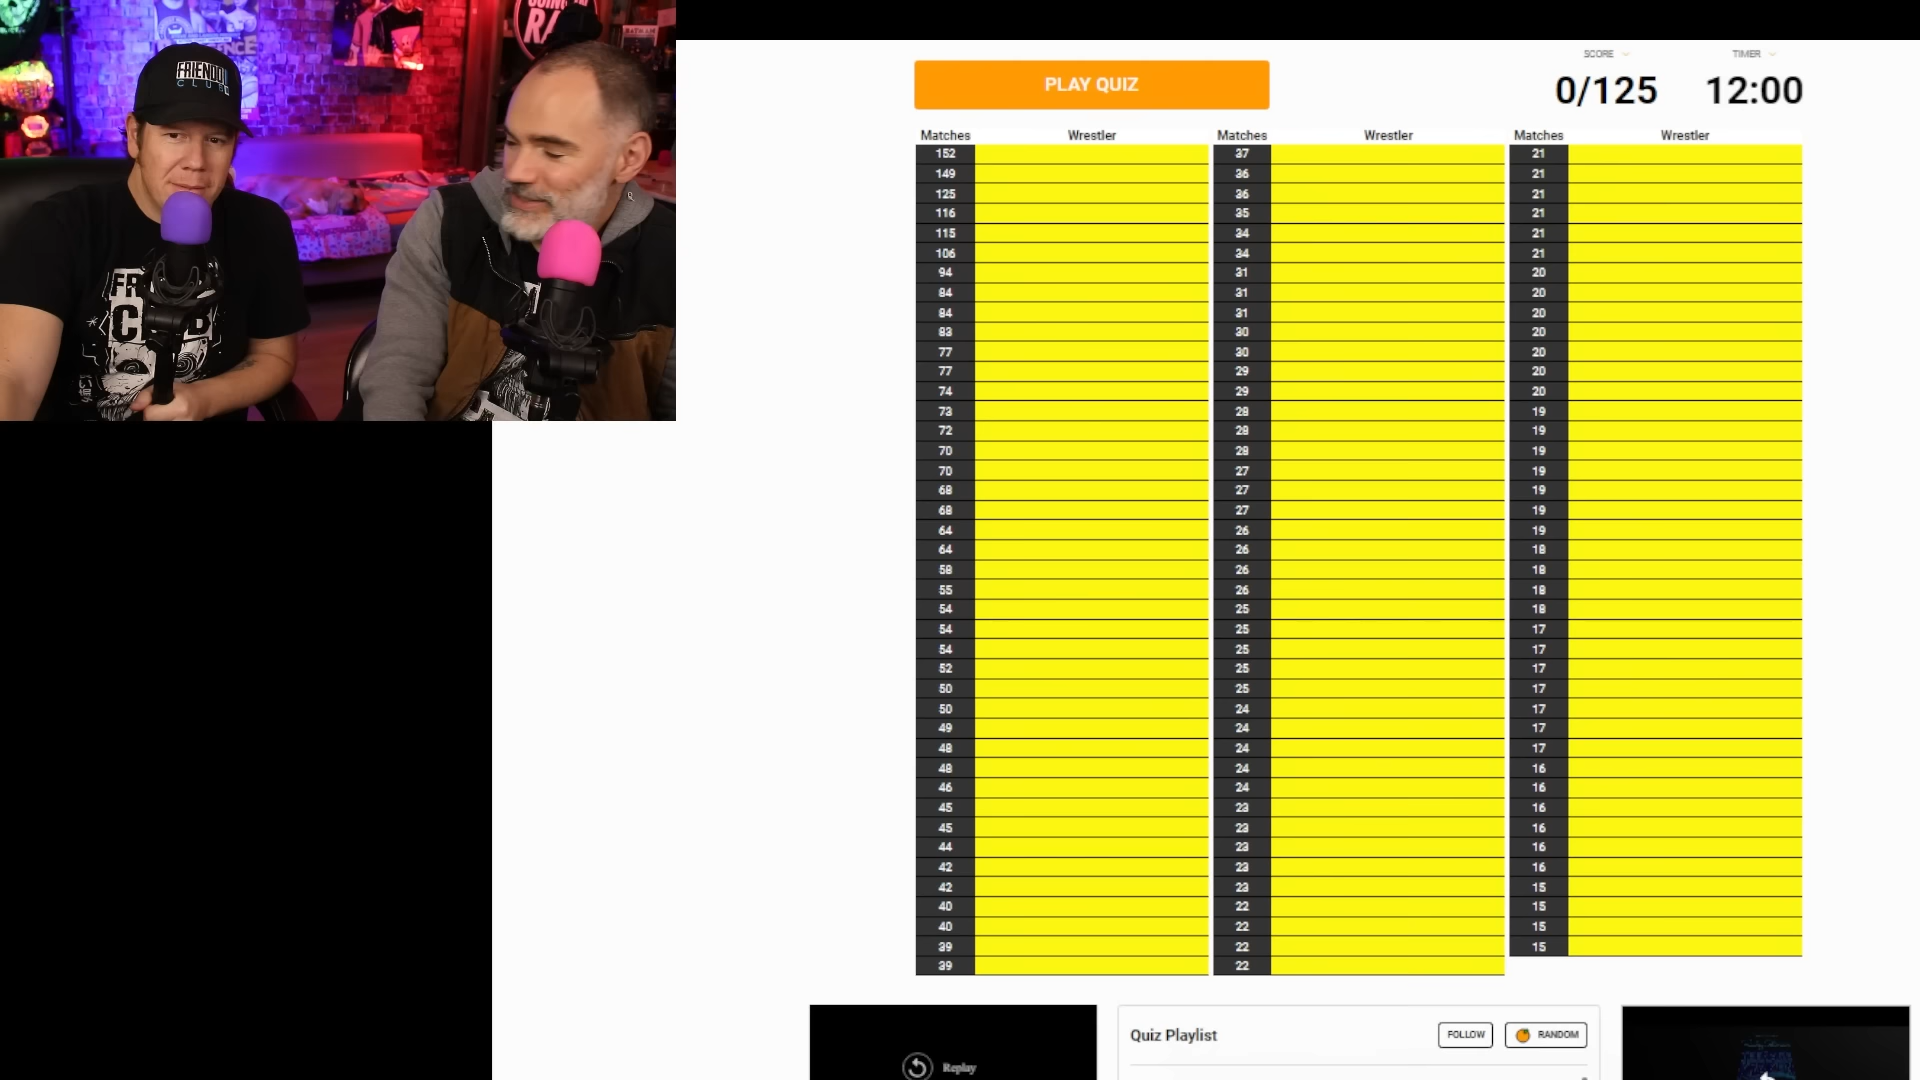 GOING IN
RA
FRIENDO
CLUB
FR
CLUB
PLAY QUIZ
SCORE
0/125
TIMER
12:00
Matches Wrestler Matches Wrestler Matches Wrestler
152 37 21
149 36 21
125 36 21
116 35 21
115 34 21
106 34 21
94 31 20
84 31 20
84 31 20
83 30 20
77 30 20
77 29 20
74 29 20
73 28 19
72 28 19
70 28 19
70 27 19
68 27 19
68 27 19
64 26 19
64 26 18
58 26 18
55 26 18
54 25 18
54 25 17
54 25 17
52 25 17
50 25 17
50 24 17
49 24 17
48 24 17
48 24 16
46 24 16
45 23 16
45 23 16
44 23 16
42 23 16
42 23 15
40 22 15
40 22 15
39 22 15
39 22
Replay
Quiz Playlist
FOLLOW
RANDOM